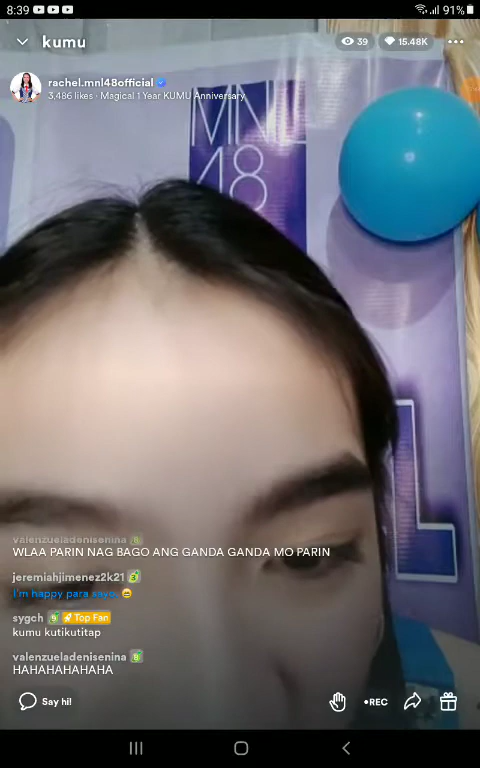 8:39
91%
kumu
39
15.48K
rachel.mnl48official
3,486 likes · Magical 1 Year KUMU Anniversary
MNL
48
L
valenzueladenisenina
WLAA PARIN NAG BAGO ANG GANDA GANDA MO PARIN
jeremiahjimenez2k21
I'm happy para sayo.
sygch Top Fan
kumu kutikutitap
valenzueladenisenina
HAHAHAHAHAHA
Say hi!
•REC